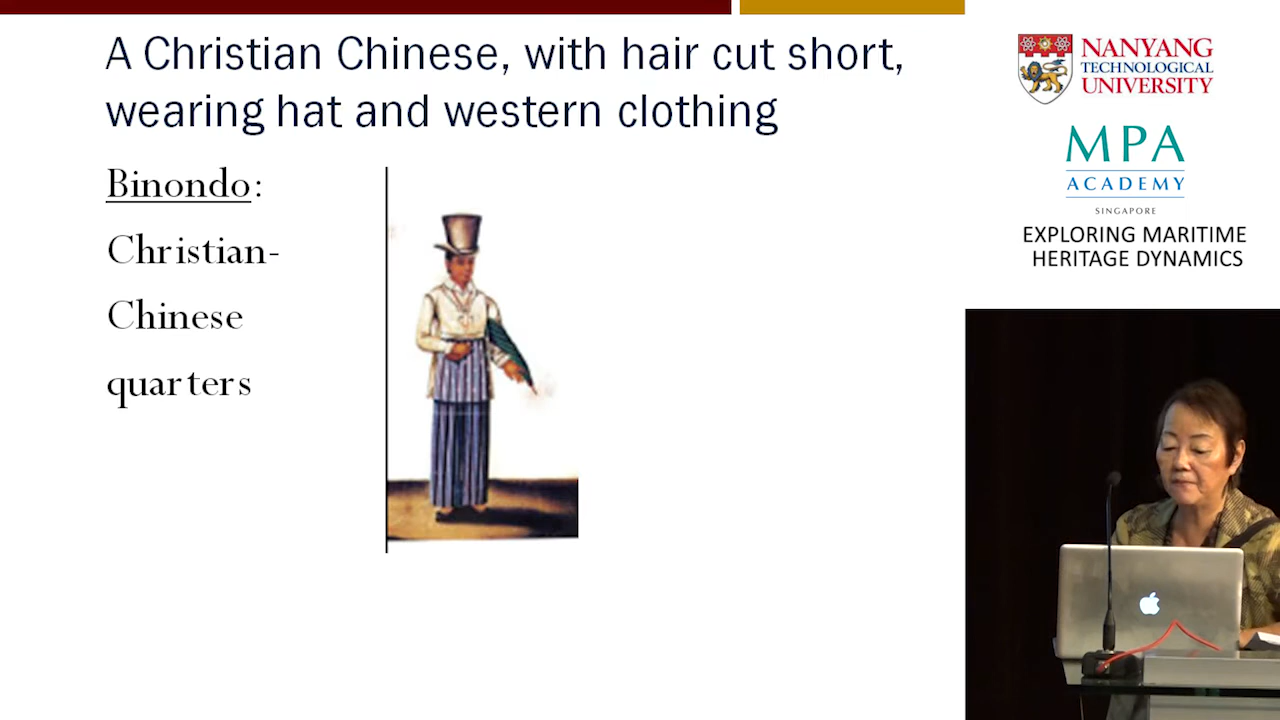 A Christian Chinese, with hair cut short,
wearing hat and western clothing
Binondo:
Christian-
Chinese
quarters
NANYANG
TECHNOLOGICAL
UNIVERSITY
MPA
ACADEMY
SINGAPORE
EXPLORING MARITIME
HERITAGE DYNAMICS